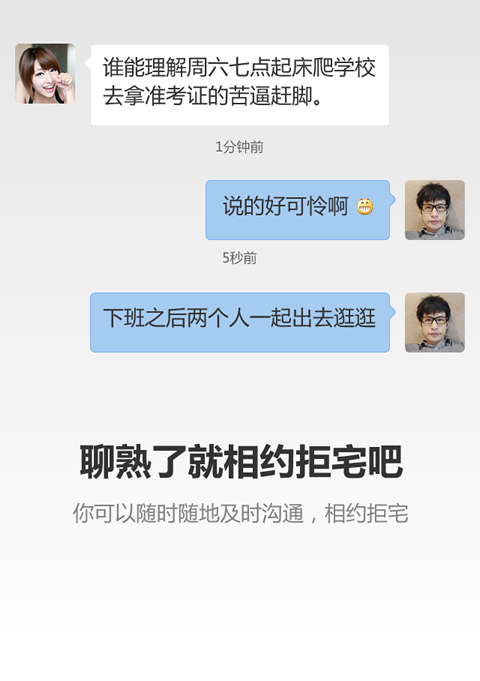 谁能理解周六七点起床爬学校
去拿准考证的苦逼赶脚。
1分钟前
说的好可怜啊
5秒前
下班之后两个人一起出去逛逛
聊熟了就相约拒宅吧
你可以随时随地及时沟通，相约拒宅